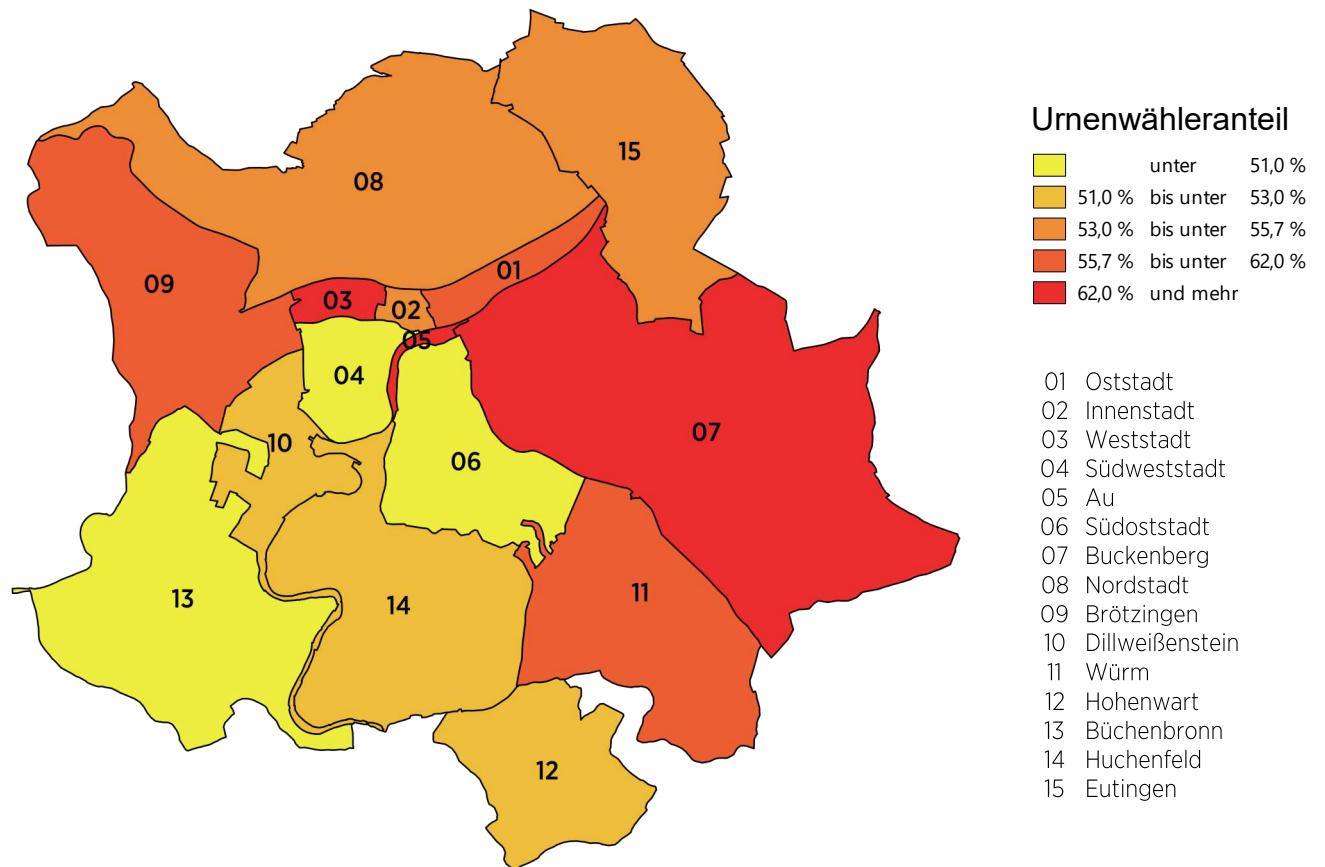 15
08
01
09
03
02
05
04
07
10
06
11
13
14
12
Urnenwähleranteil
unter 51,0 %
51,0 % bis unter 53,0 %
53,0 % bis unter 55,7 %
55,7 % bis unter 62,0 %
62,0 % und mehr
01 Oststadt
02 Innenstadt
03 Weststadt
04 Südweststadt
05 Au
06 Südoststadt
07 Buckenberg
08 Nordstadt
09 Brötzingen
10 Dillweißenstein
11 Würm
12 Hohenwart
13 Büchenbronn
14 Huchenfeld
15 Eutingen